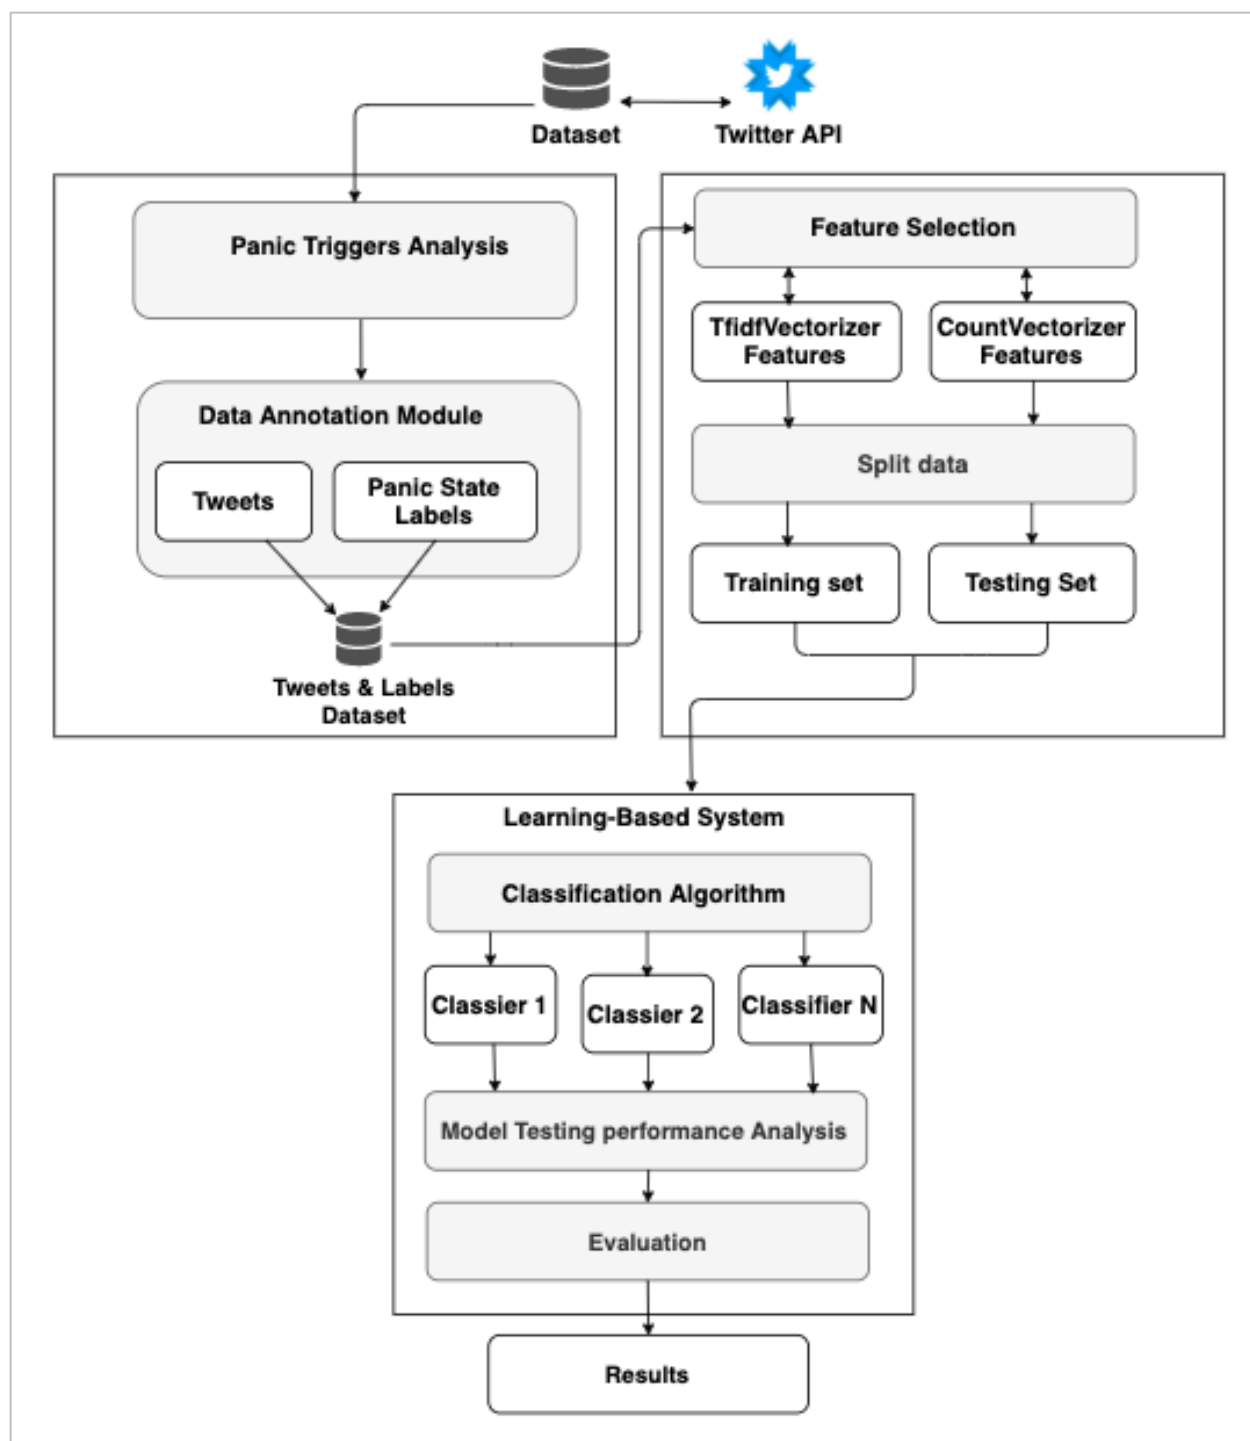 Dataset
Twitter API
Panic Triggers Analysis
Data Annotation Module
Tweets
Panic State
Labels
Tweets & Labels
Dataset
Feature Selection
TfidfVectorizer
Features
CountVectorizer
Features
Split data
Training set
Testing Set
Learning-Based System
Classification Algorithm
Classier 1
Classier 2
Classifier N
Model Testing performance Analysis
Evaluation
Results